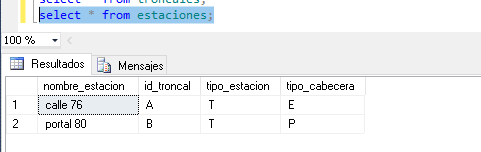 select * from troncales;
select * from estaciones;
100 %
Resultados Mensajes
nombre_estacion id_troncal tipo_estacion tipo_cabecera
1 calle 76 A T E
2 portal 80 B T P